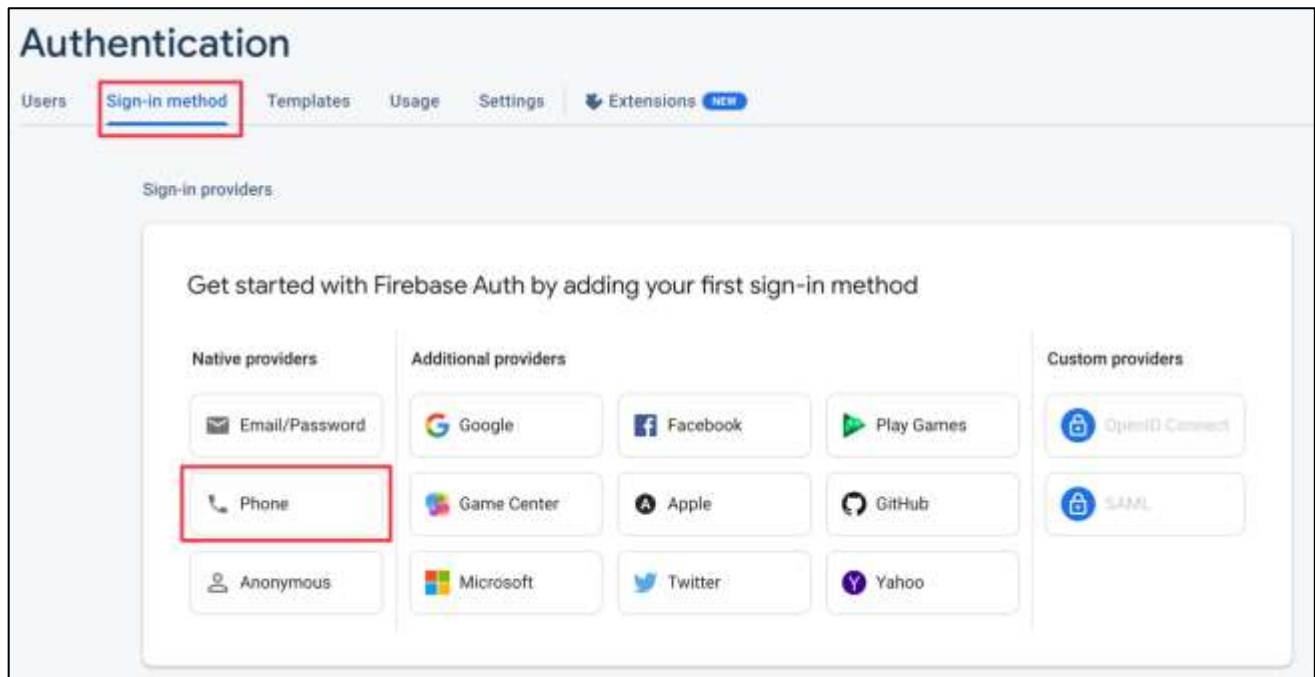 Authentication
Users Sign-in method Templates Usage Settings Extensions NEW
Sign-in providers
Get started with Firebase Auth by adding your first sign-in method
Native providers Additional providers Custom providers
Email/Password Google Facebook Play Games OpenID Connect
Phone Game Center Apple GitHub SAML
Anonymous Microsoft Twitter Yahoo